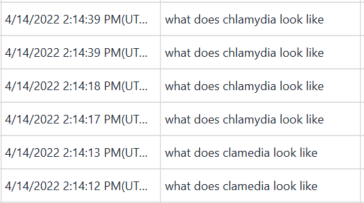 4/14/2022 2:14:39 PM(UT... what does chlamydia look like
4/14/2022 2:14:39 PM(UT... what does chlamydia look like
4/14/2022 2:14:18 PM(UT... what does chlamydia look like
4/14/2022 2:14:17 PM(UT... what does chlamydia look like
4/14/2022 2:14:13 PM(UT... what does clamedia look like
4/14/2022 2:14:12 PM(UT... what does clamedia look like